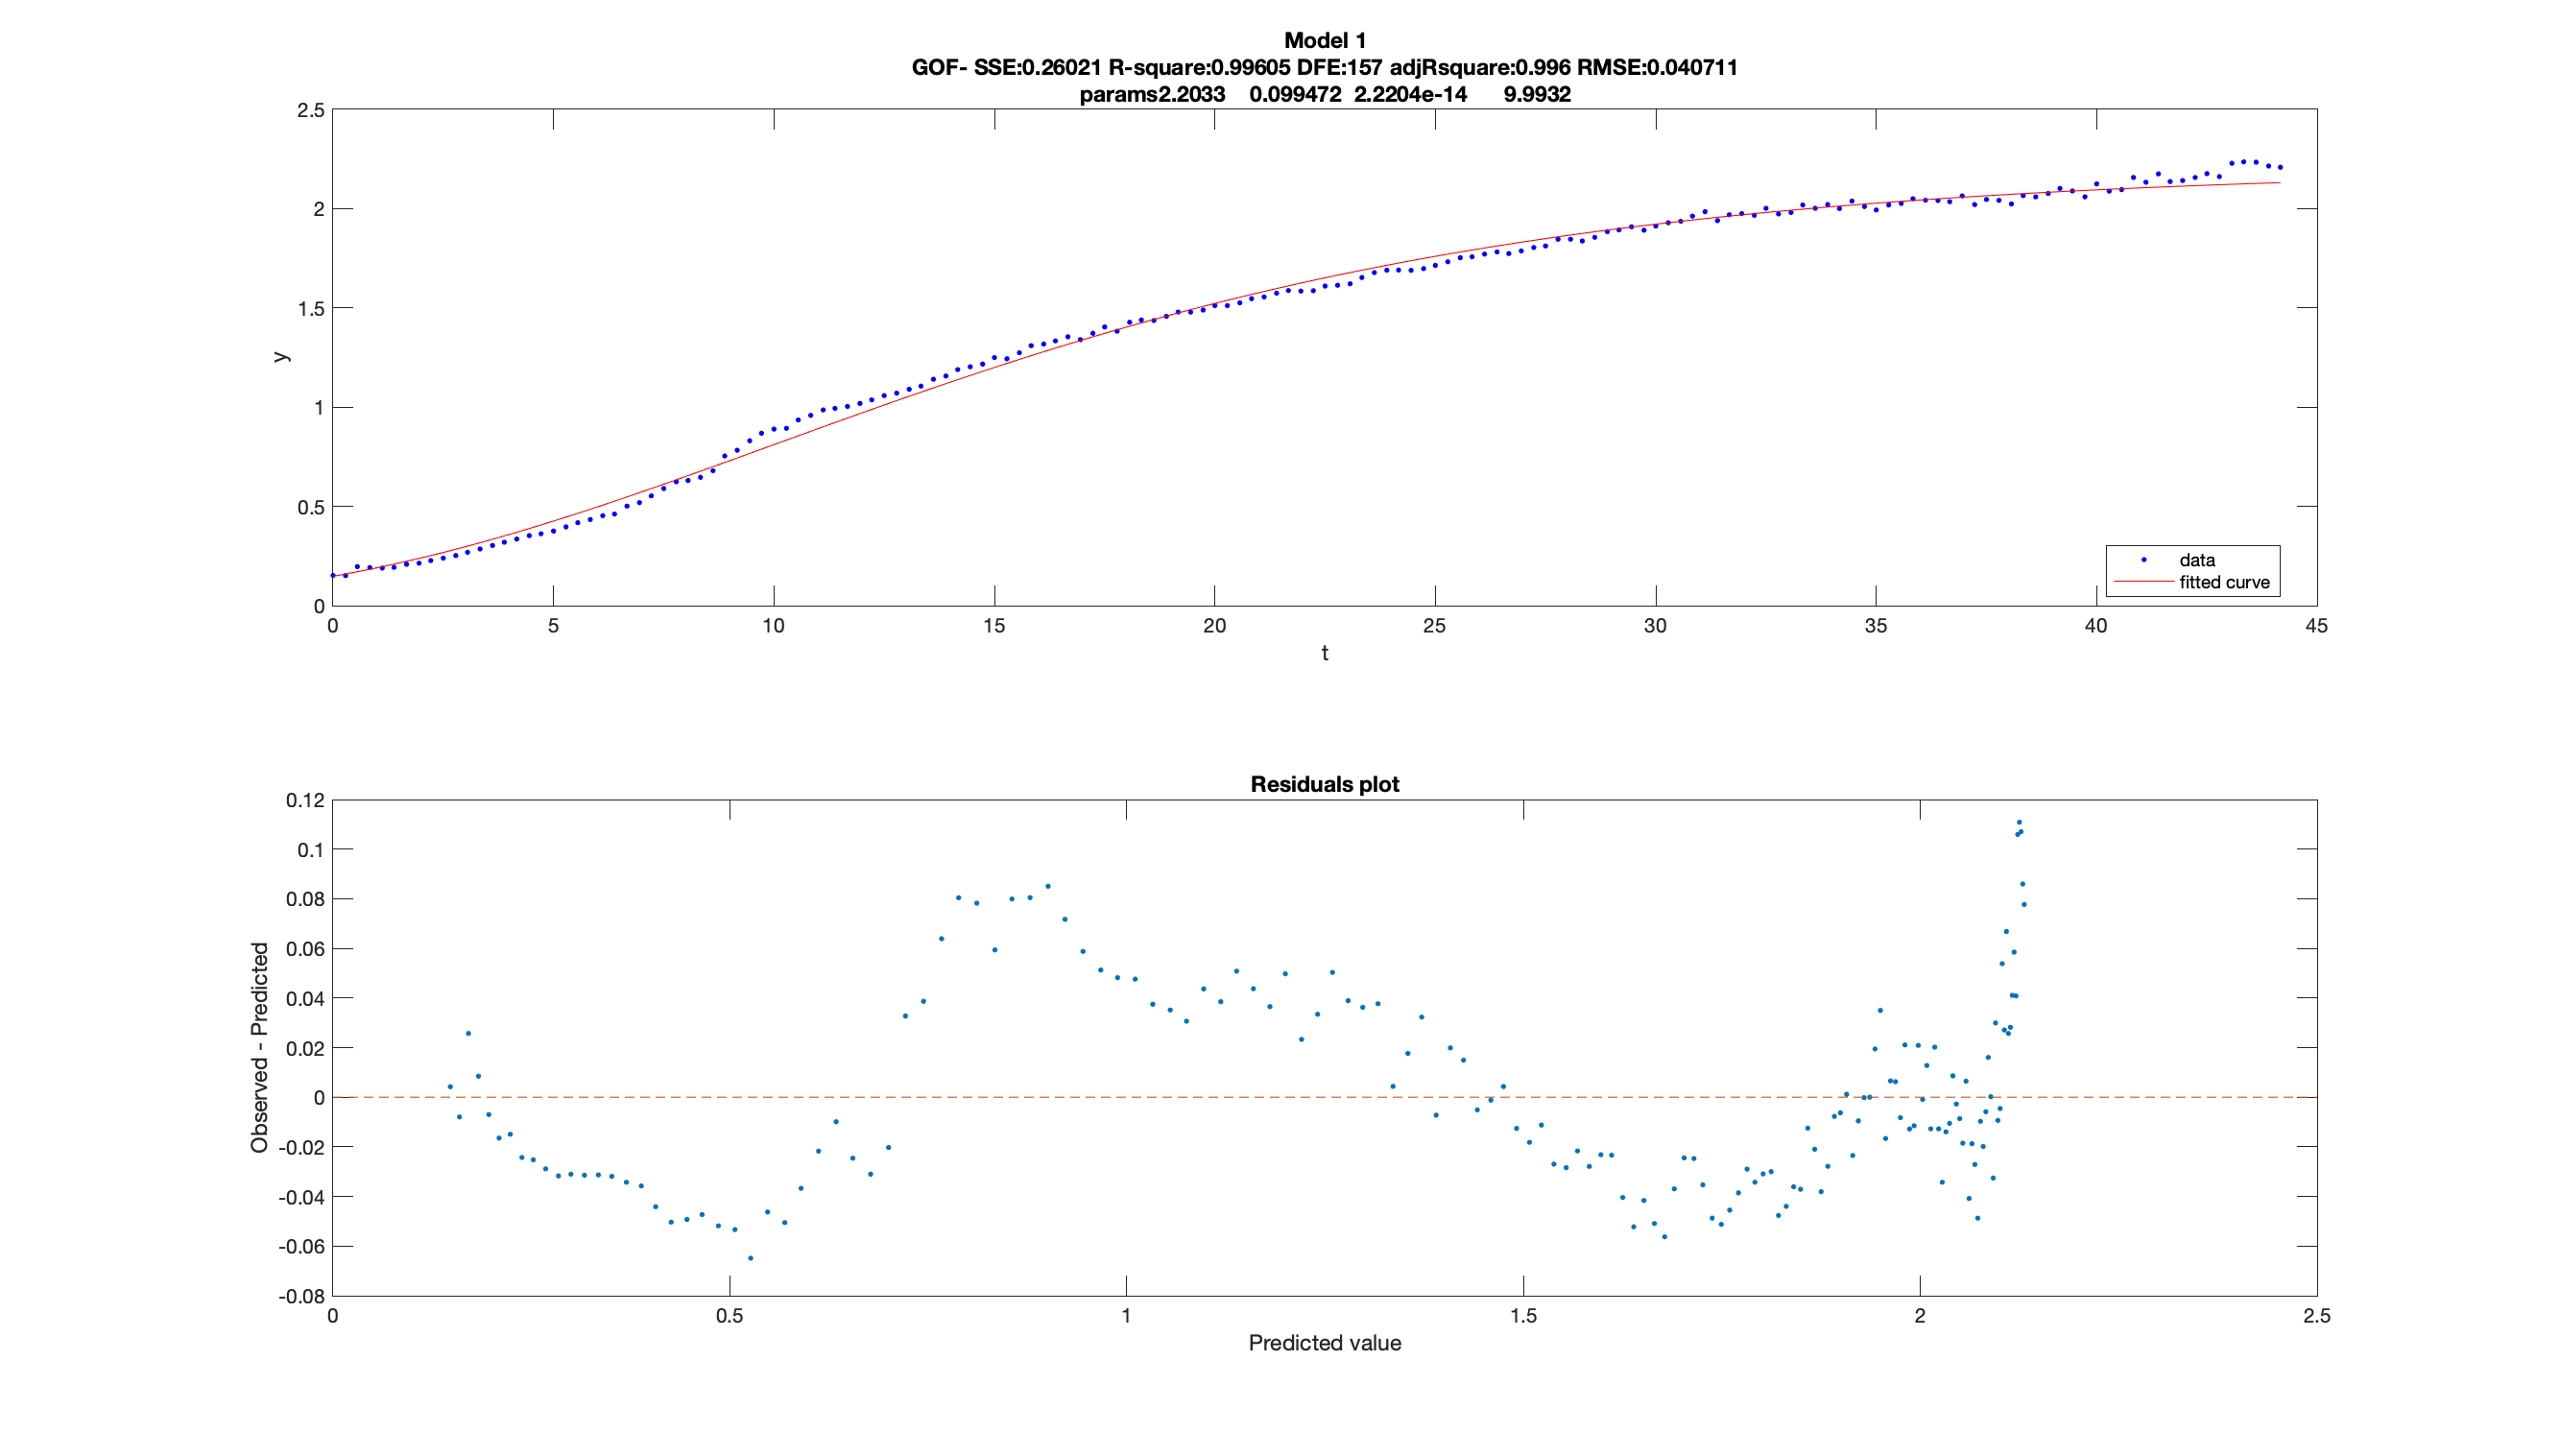 Model 1
GOF- SSE:0.26021 R-square:0.99605 DFE:157 adjRsquare:0.996 RMSE:0.040711
params2.2033 0.099472 2.2204e-14 9.9932
2.5
2
1.5
1
0.5
0
y
0 5 10 15 20 25 30 35 40 45
t
data
fitted curve
Residuals plot
0.12
0.1
0.08
0.06
0.04
0.02
0
-0.02
-0.04
-0.06
-0.08
Observed - Predicted
0 0.5 1 1.5 2 2.5
Predicted value